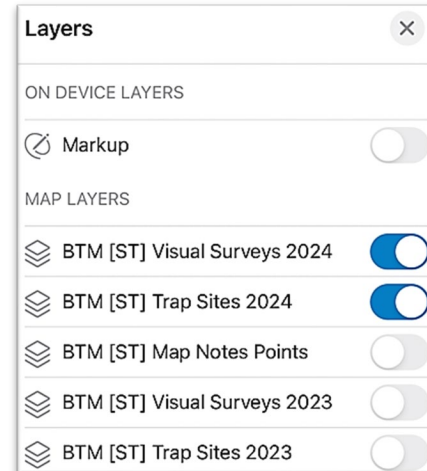 Layers
ON DEVICE LAYERS
Markup
MAP LAYERS
BTM [ST] Visual Surveys 2024
BTM [ST] Trap Sites 2024
BTM [ST] Map Notes Points
BTM [ST] Visual Surveys 2023
BTM [ST] Trap Sites 2023